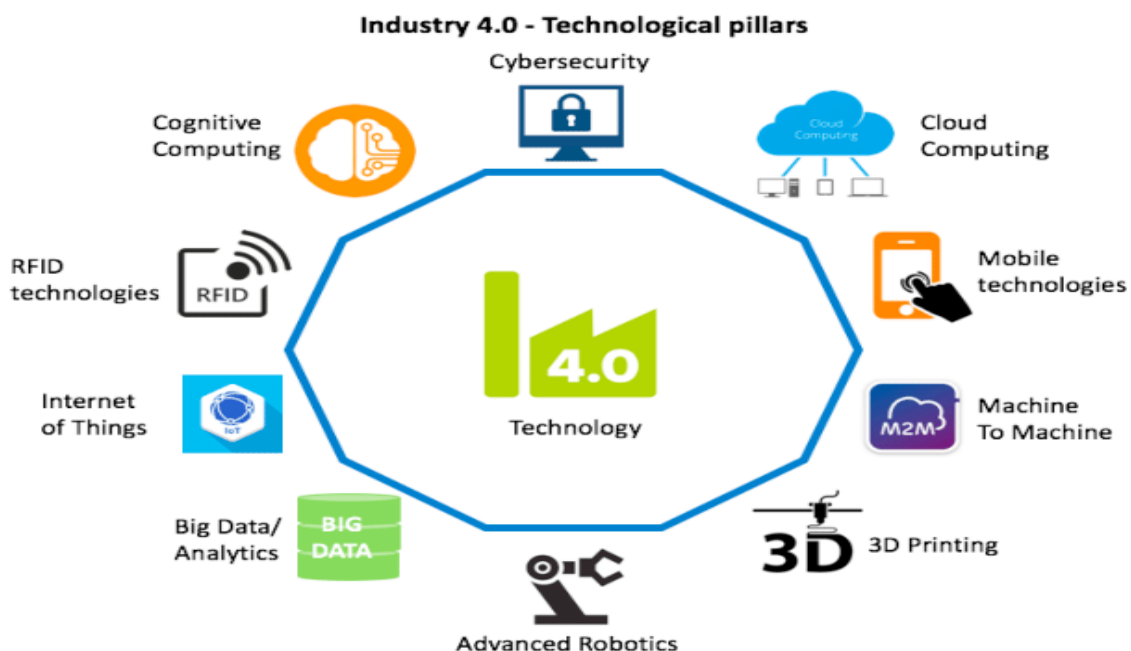 Industry 4.0 - Technological pillars
Cybersecurity
Cognitive
Computing
Cloud
Computing
Cloud
Computing
RFID
technologies
RFID
Mobile
technologies
4.0
Technology
Internet
of Things
IoT
M2M
Machine
To Machine
Big Data/
Analytics
BIG
DATA
3D
3D Printing
Advanced Robotics